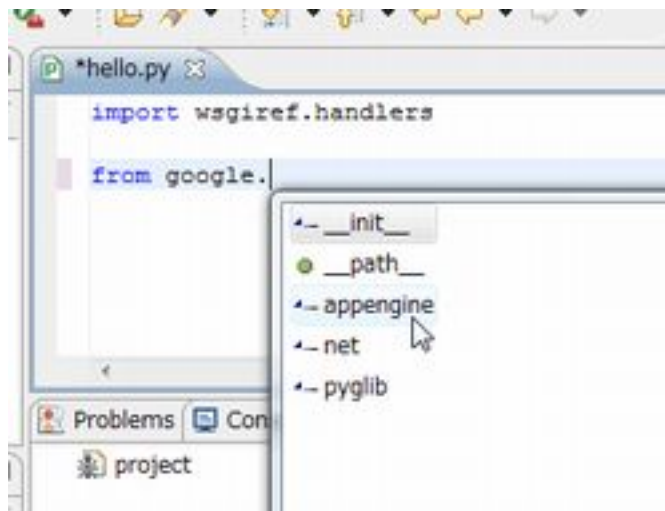 *hello.py
import wsgiref.handlers
from google.
__init__
__path__
appengine
net
pyglib
Problems
Con
project